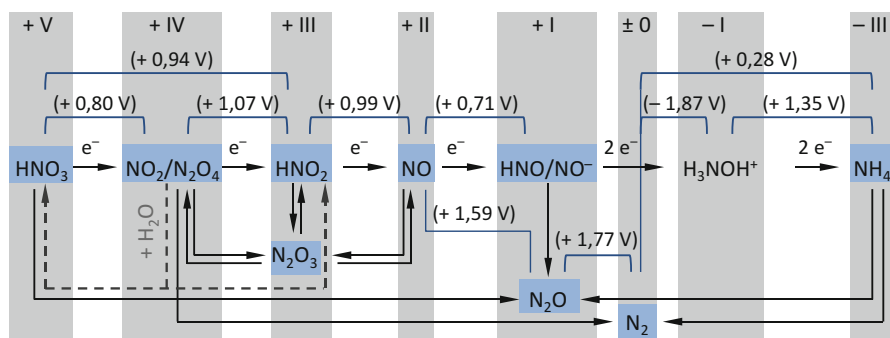 + V + IV + III + II + I ± 0 – I – III
(+ 0,94 V) (+ 0,28 V)
(+ 0,80 V) (+ 1,07 V) (+ 0,99 V) (+ 0,71 V) (– 1,87 V) (+ 1,35 V)
e⁻ e⁻ e⁻ e⁻ 2 e⁻ 2 e⁻
HNO₃ NO₂/N₂O₄ HNO₂ NO HNO/NO⁻ H₃NOH⁺ NH₄
(+ 1,59 V)
+ H₂O
(+ 1,77 V)
N₂O₃
N₂O
N₂